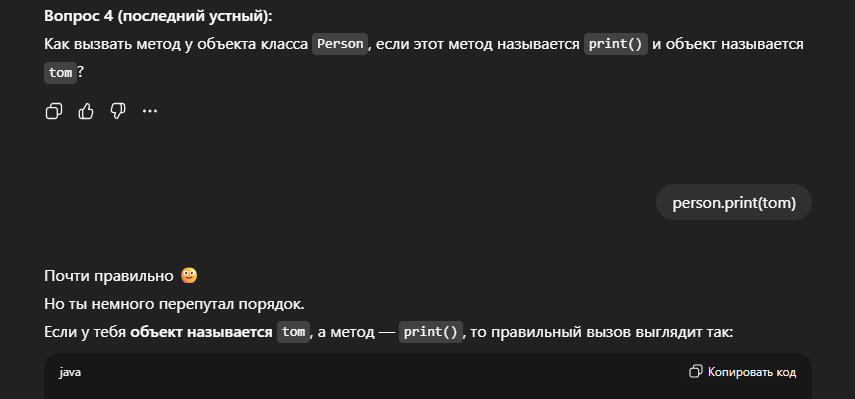 Вопрос 4 (последний устный):
Как вызвать метод у объекта класса Person, если этот метод называется print() и объект называется
tom?
person.print(tom)
Почти правильно 😜
Но ты немного перепутал порядок.
Если у тебя объект называется tom, а метод — print(), то правильный вызов выглядит так:
java
Копировать код